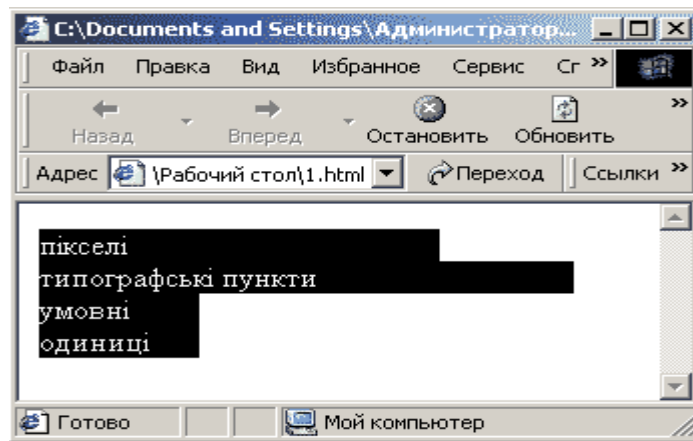 C:\Documents and Settings\Администратор...
Файл Правка Вид Избранное Сервис Ст »
Назад Вперед Остановить Обновить »
Адрес \Рабочий стол\1.html Переход Ссылки »
пікселі
типографські пункти
умовні
одиниці
Готово Мой компьютер